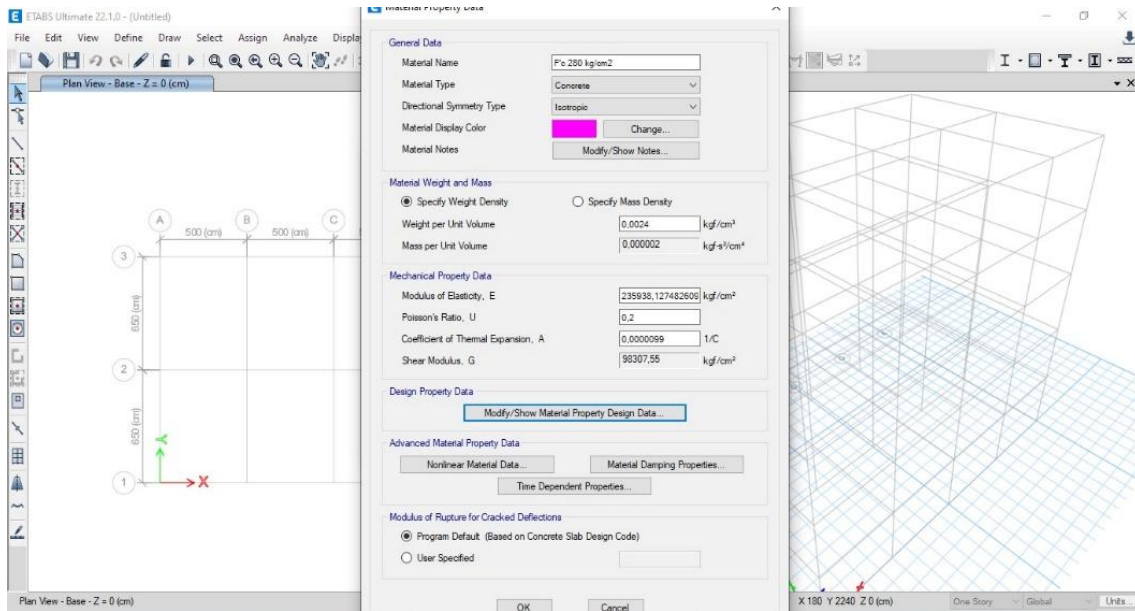 ETABS Ultimate 22.1.0 - (Untitled)
File Edit View Define Draw Select Assign Analyze Display
Plan View - Base - Z = 0 (cm)
A B C
500 (cm) 500 (cm)
3
650 (cm)
2
650 (cm)
1
Y
X
Material Property Data
General Data
Material Name F'c 280 kg/cm2
Material Type Concrete
Directional Symmetry Type Isotropic
Material Display Color Change...
Material Notes Modify/Show Notes...
Material Weight and Mass
Specify Weight Density Specify Mass Density
Weight per Unit Volume 0,0024 kgf/cm³
Mass per Unit Volume 0,000002 kgf-s²/cm⁴
Mechanical Property Data
Modulus of Elasticity, E 235938,127482609 kgf/cm²
Poisson's Ratio, U 0,2
Coefficient of Thermal Expansion, A 0,0000099 1/C
Shear Modulus, G 98307,55 kgf/cm²
Design Property Data
Modify/Show Material Property Design Data...
Advanced Material Property Data
Nonlinear Material Data... Material Damping Properties...
Time Dependent Properties...
Modulus of Rupture for Cracked Deflections
Program Default (Based on Concrete Slab Design Code)
User Specified
OK Cancel
Plan View - Base - Z = 0 (cm)
X 180 Y 2240 Z 0 (cm) One Story Global Units...